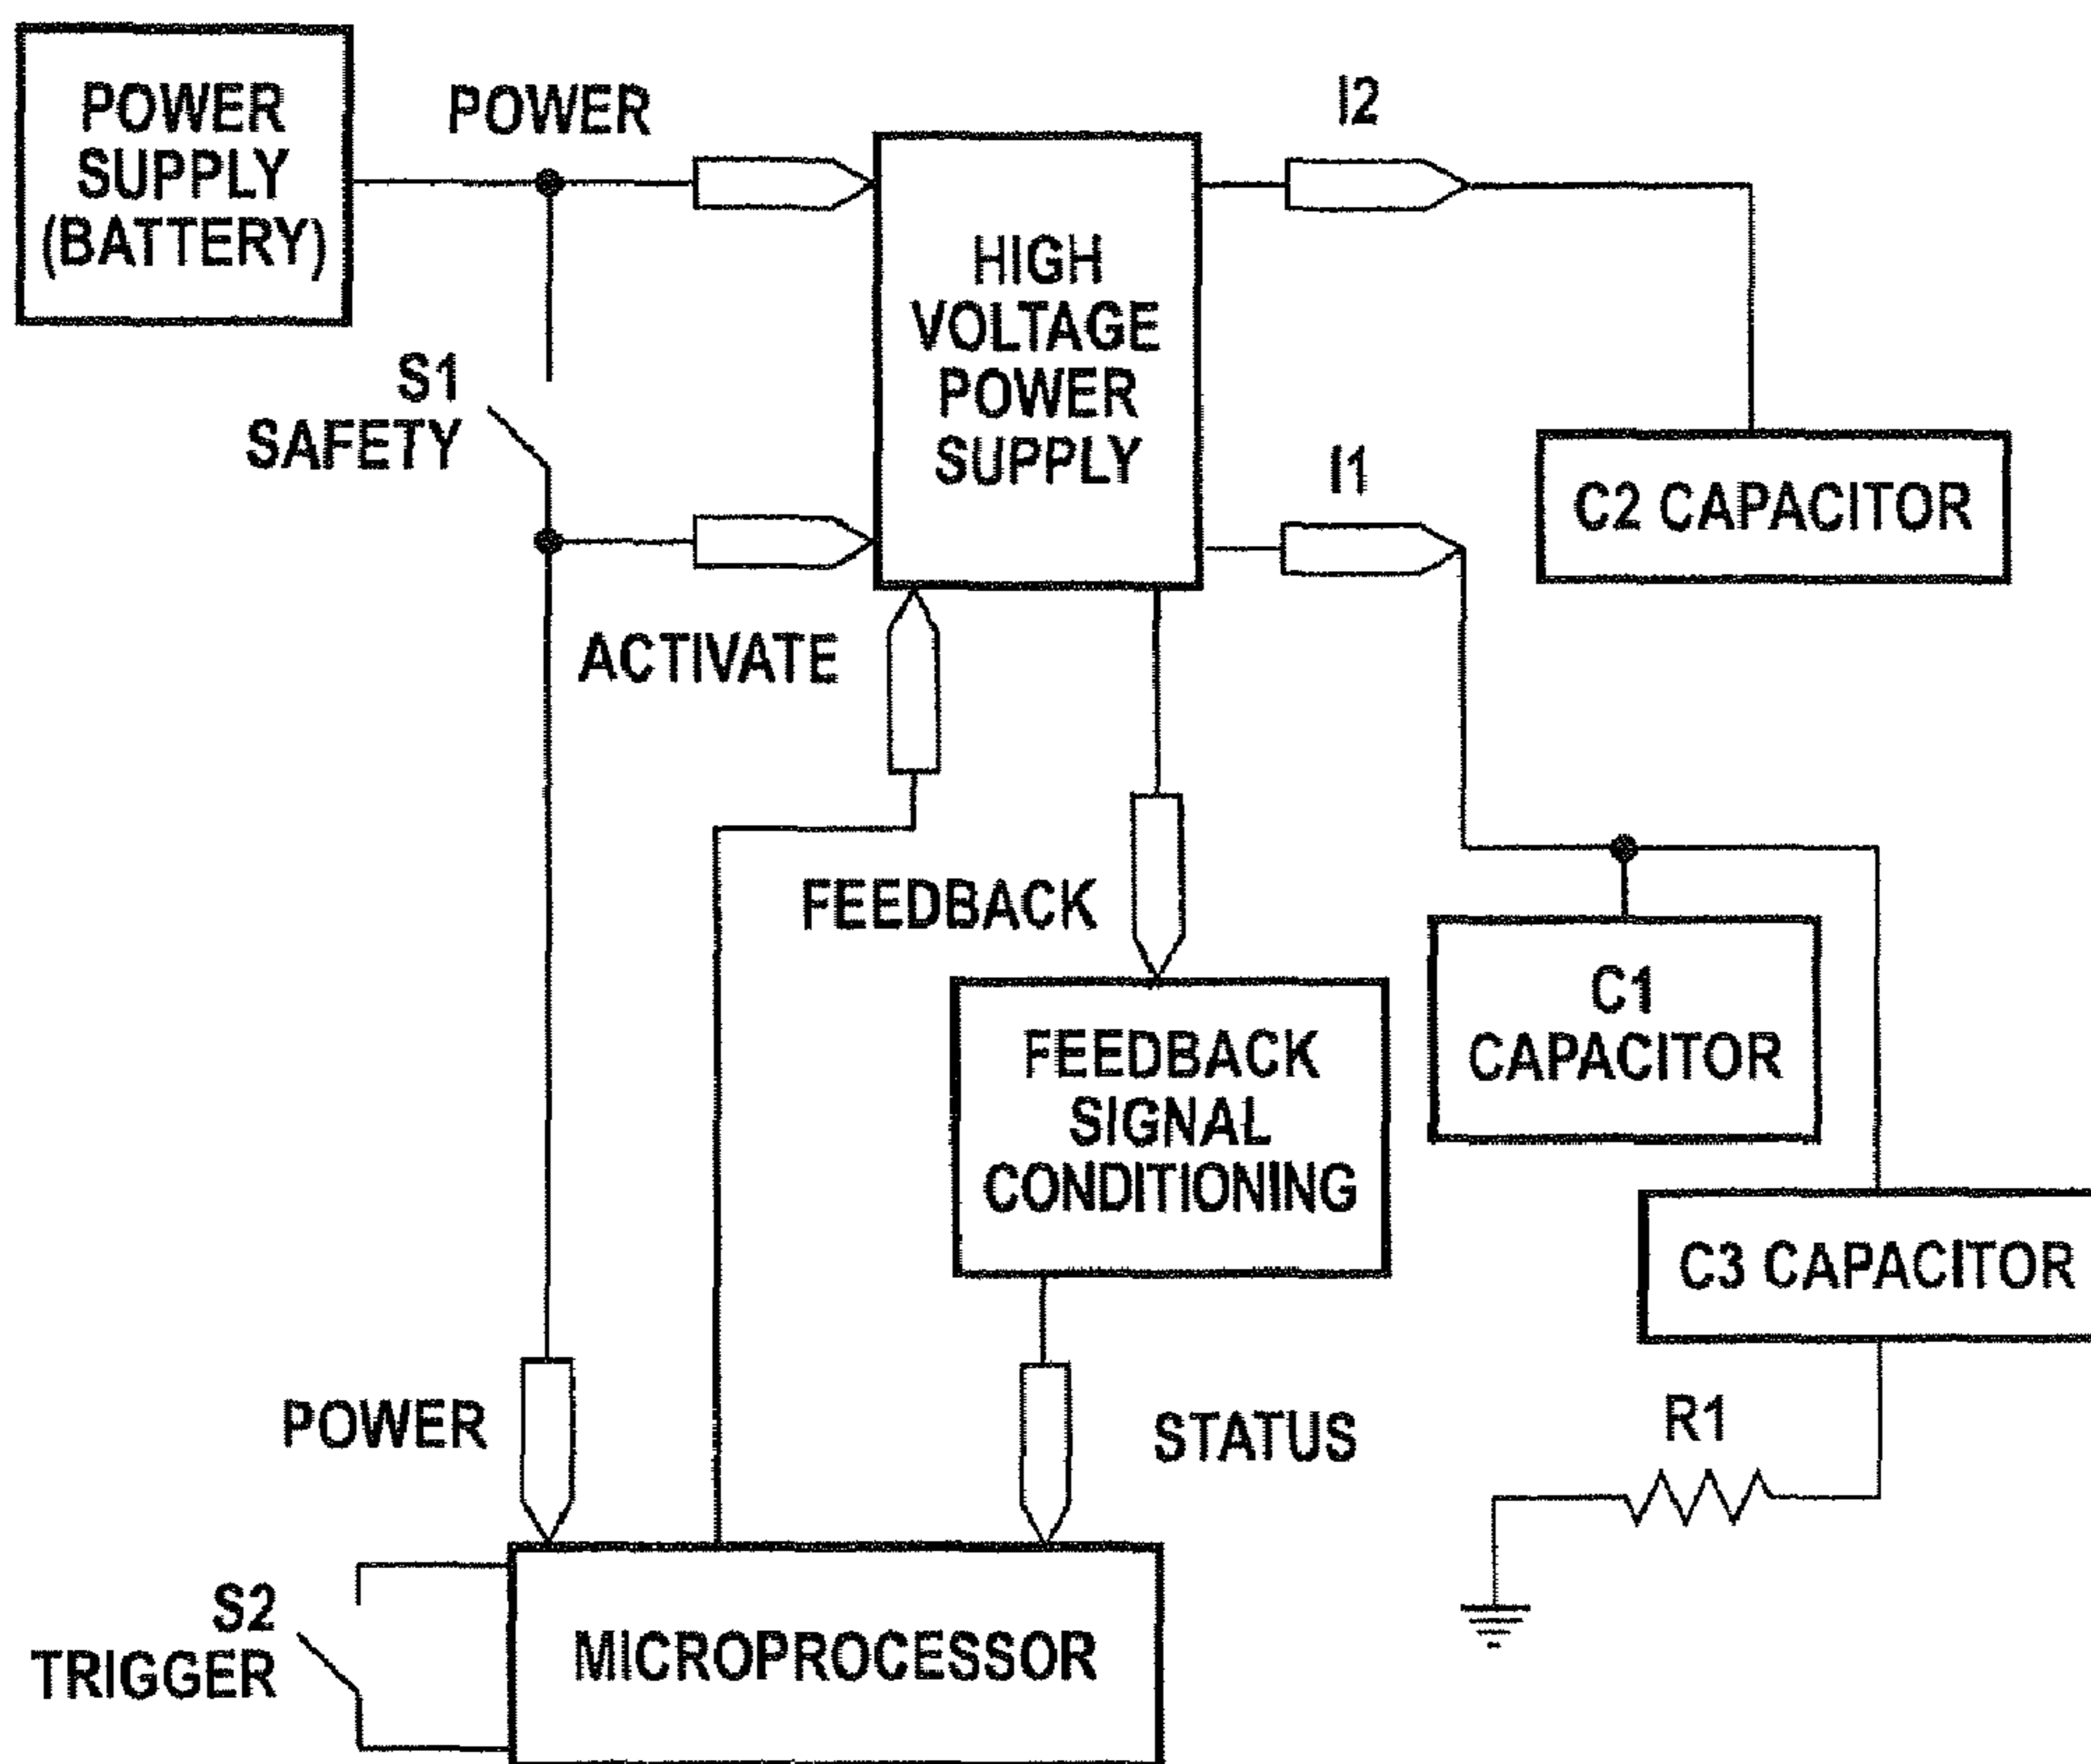 POWER
SUPPLY
(BATTERY)
POWER
I2
HIGH
VOLTAGE
POWER
SUPPLY
S1
SAFETY
I1
C2 CAPACITOR
ACTIVATE
FEEDBACK
C1
CAPACITOR
FEEDBACK
SIGNAL
CONDITIONING
C3 CAPACITOR
POWER
STATUS
R1
S2
TRIGGER
MICROPROCESSOR